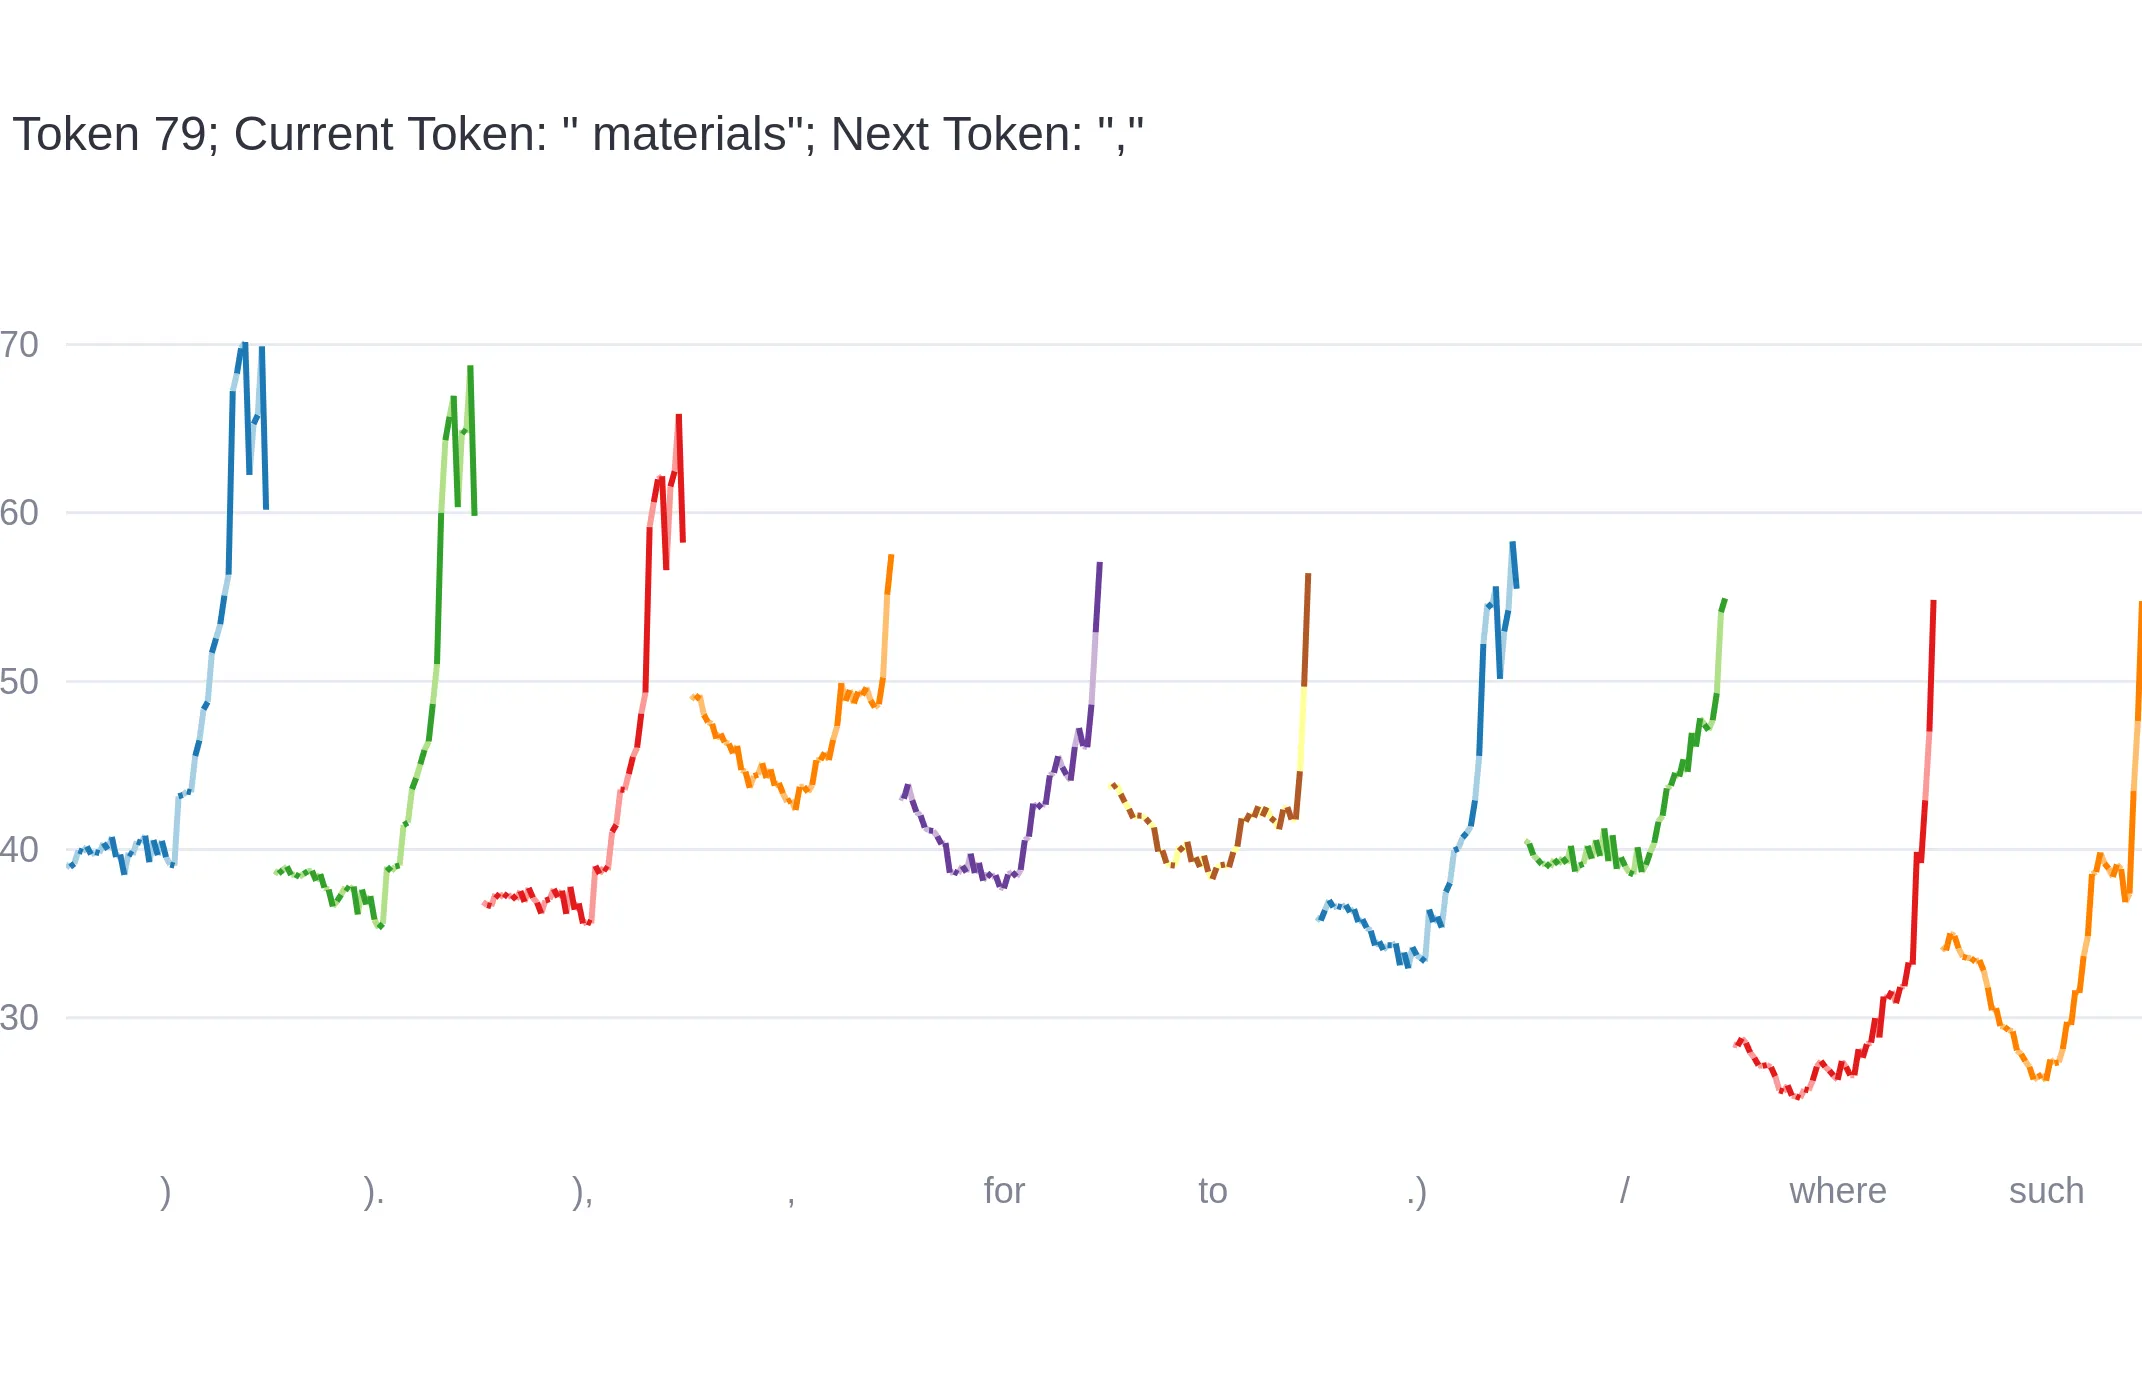 Token 79; Current Token: " materials"; Next Token: ","
70
60
50
40
30
) ). ), , for to .) / where such